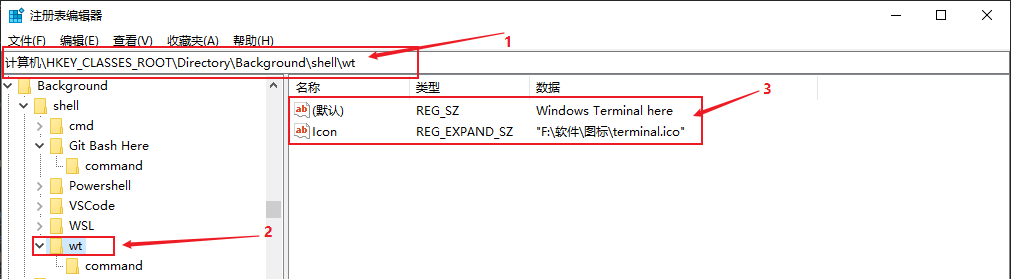 注册表编辑器
文件(F) 编辑(E) 查看(V) 收藏夹(A) 帮助(H)
1
计算机\HKEY_CLASSES_ROOT\Directory\Background\shell\wt
Background
shell
cmd
Git Bash Here
command
Powershell
VSCode
WSL
wt
command
2
名称 类型 数据
3
(默认) REG_SZ Windows Terminal here
Icon REG_EXPAND_SZ "F:\软件\图标\terminal.ico"